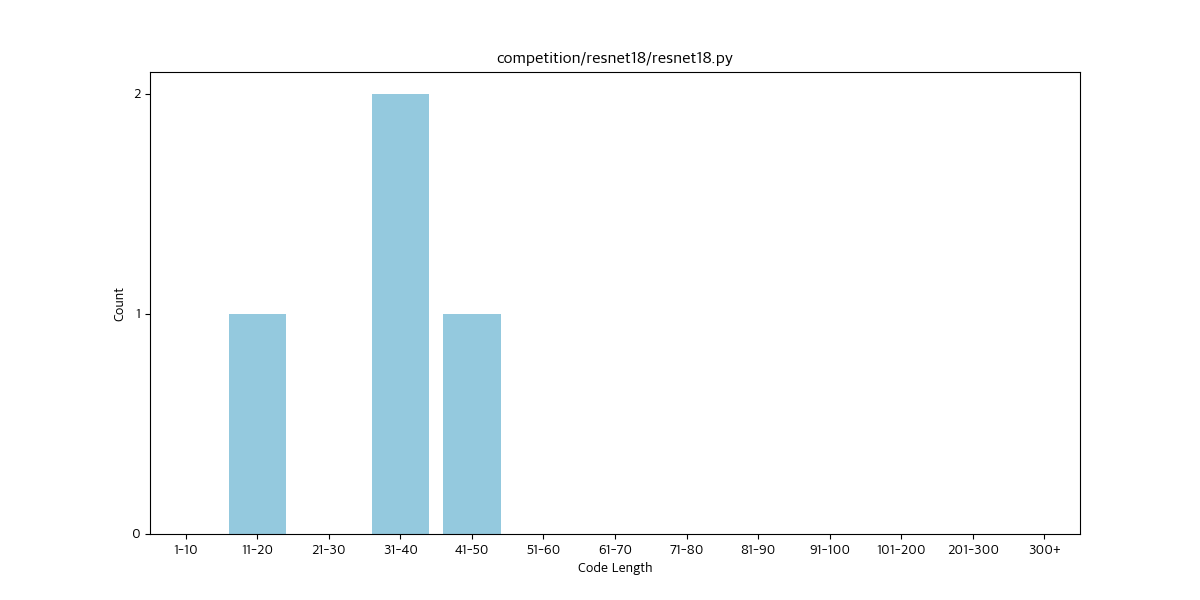 competition/resnet18/resnet18.py
Count
2
1
0
1-10 11-20 21-30 31-40 41-50 51-60 61-70 71-80 81-90 91-100 101-200 201-300 300+
Code Length